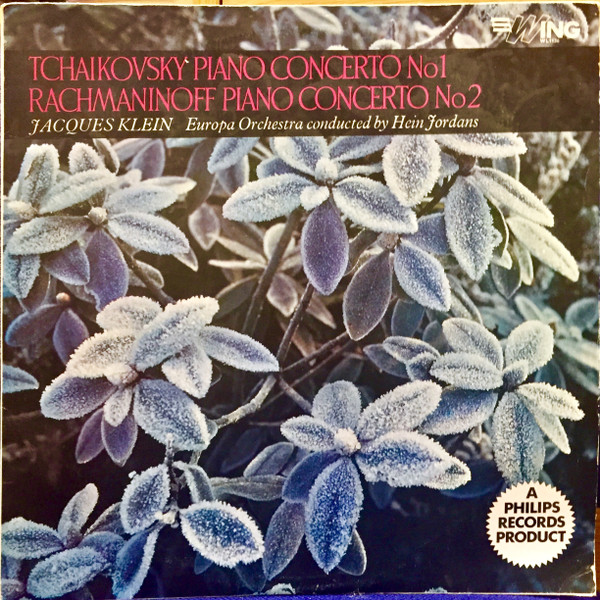 WING
TCHAIKOVSKY PIANO CONCERTO No1
RACHMANINOFF PIANO CONCERTO No2
JACQUES KLEIN Europa Orchestra conducted by Hein Jordans
A
PHILIPS
RECORDS
PRODUCT